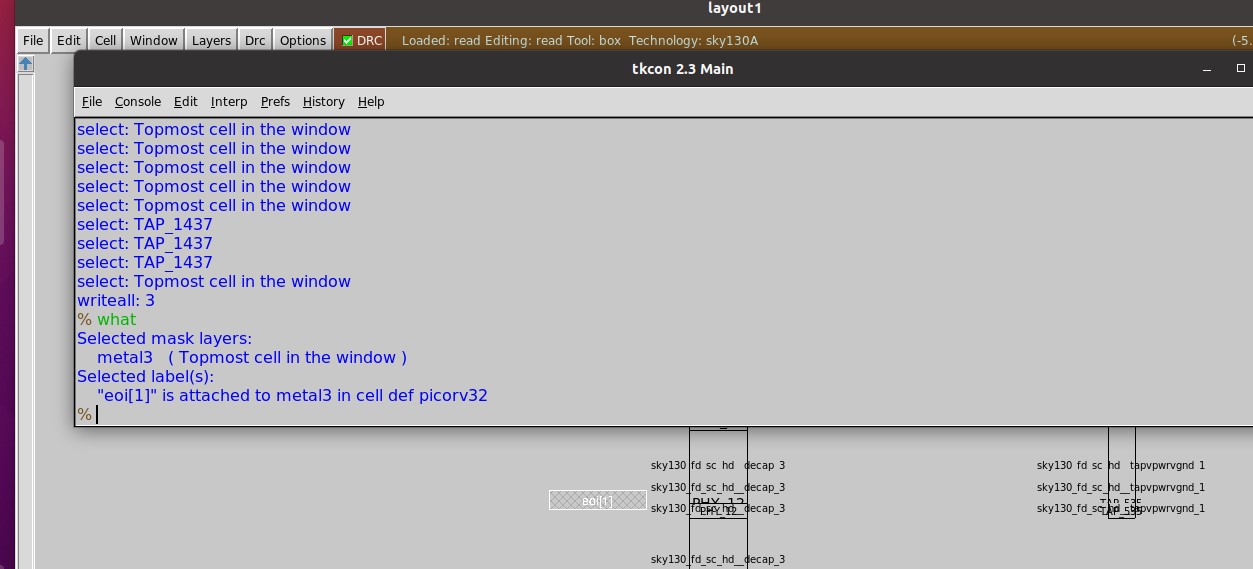 layout1
File Edit Cell Window Layers Drc Options DRC Loaded: read Editing: read Tool: box Technology: sky130A (-5.
tkcon 2.3 Main
File Console Edit Interp Prefs History Help
select: Topmost cell in the window
select: Topmost cell in the window
select: Topmost cell in the window
select: Topmost cell in the window
select: Topmost cell in the window
select: TAP_1437
select: TAP_1437
select: TAP_1437
select: Topmost cell in the window
writeall: 3
% what
Selected mask layers:
metal3 ( Topmost cell in the window )
Selected label(s):
"eoi[1]" is attached to metal3 in cell def picorv32
%
sky130_fd_sc_hd__decap_3 sky130_fd_sc_hd__tapvpwrvgnd_1
sky130_fd_sc_hd__decap_3 sky130_fd_sc_hd__tapvpwrvgnd_1
eoi[1] PHY_12
sky130_fd_sc_hd__decap_3 sky130_fd_sc_hd__tapvpwrvgnd_1
PHY_12 TAP_535
sky130_fd_sc_hd__decap_3